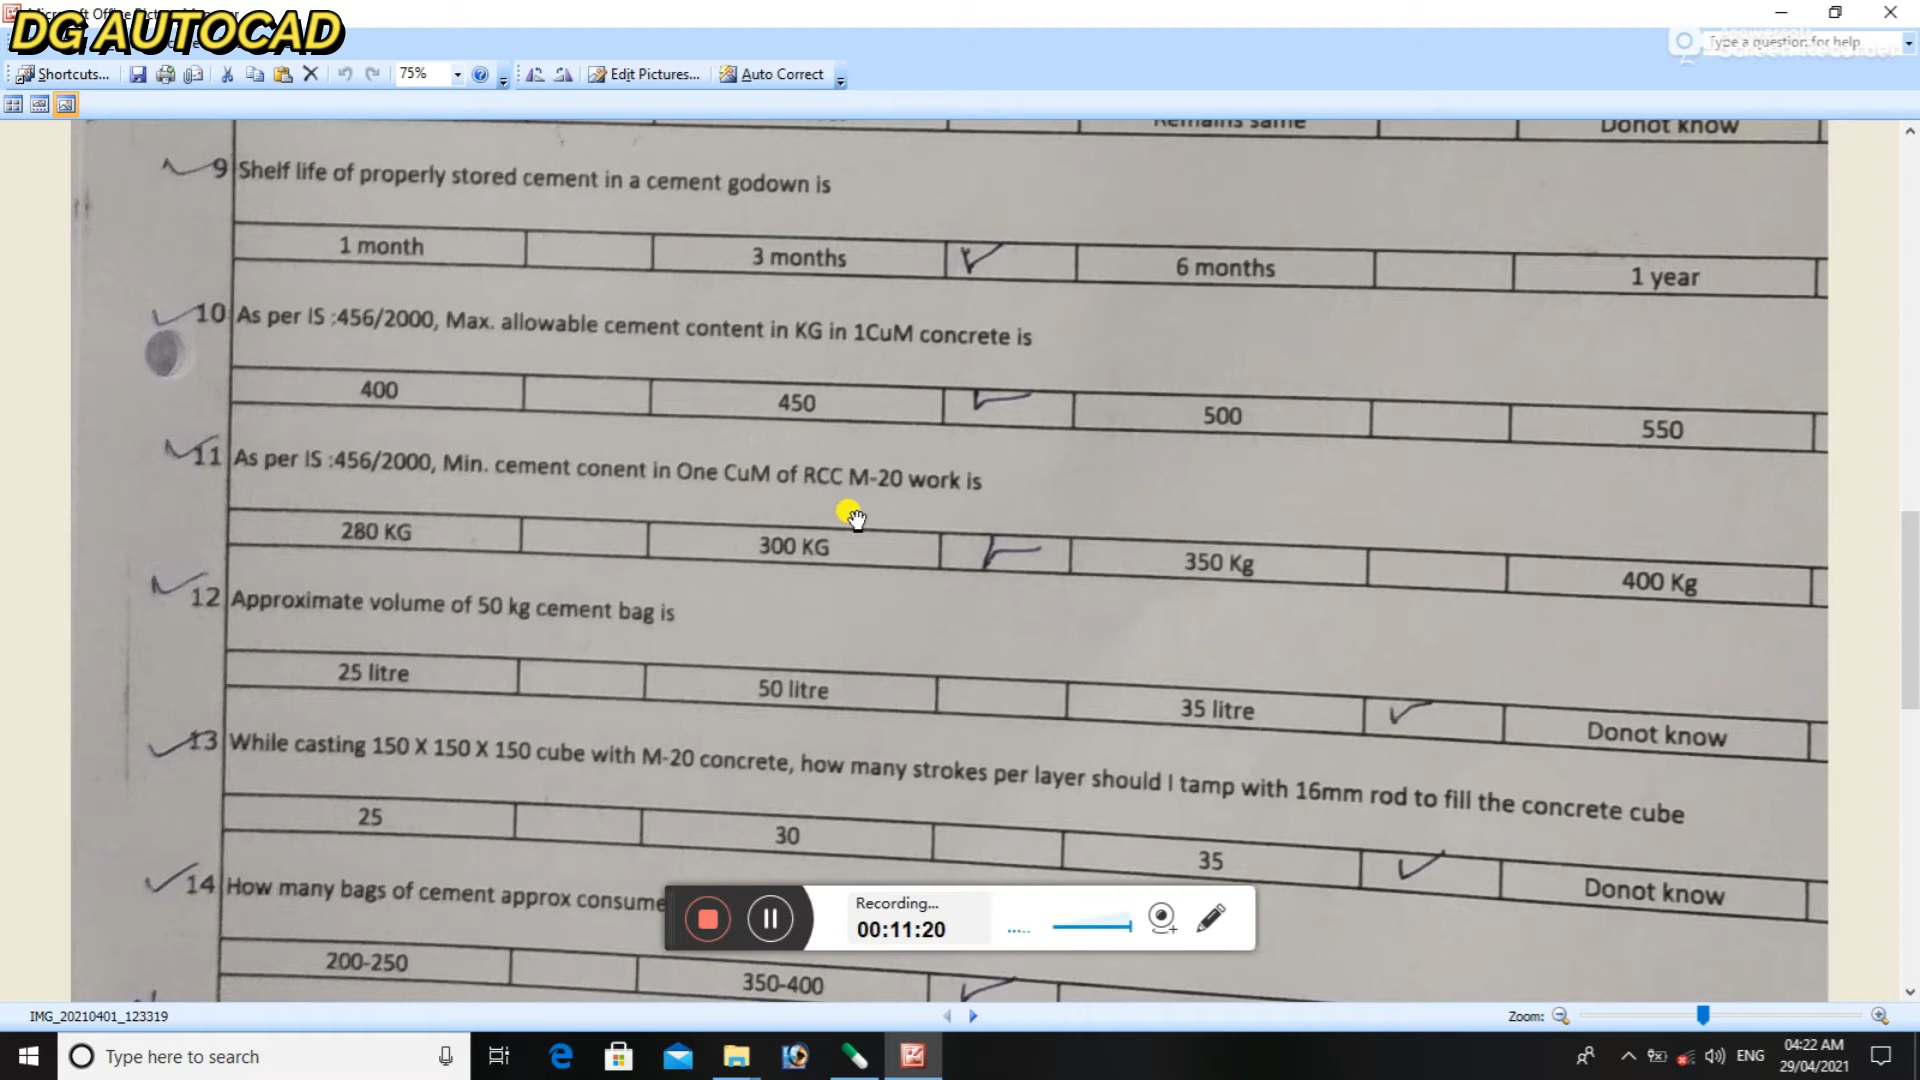 DG AUTOCAD
Microsoft Office Picture Manager
Type a question for help
Shortcuts...
75%
Edit Pictures...
Auto Correct
Remains same
Donot know
9 Shelf life of properly stored cement in a cement godown is
1 month
3 months
6 months
1 year
10 As per IS :456/2000, Max. allowable cement content in KG in 1CuM concrete is
400
450
500
550
11 As per IS :456/2000, Min. cement conent in One CuM of RCC M-20 work is
280 KG
300 KG
350 Kg
400 Kg
12 Approximate volume of 50 kg cement bag is
25 litre
50 litre
35 litre
Donot know
13 While casting 150 X 150 X 150 cube with M-20 concrete, how many strokes per layer should I tamp with 16mm rod to fill the concrete cube
25
30
35
Donot know
14 How many bags of cement approx consume
Recording...
00:11:20
200-250
350-400
IMG_20210401_123319
Zoom:
Type here to search
ENG
04:22 AM
29/04/2021